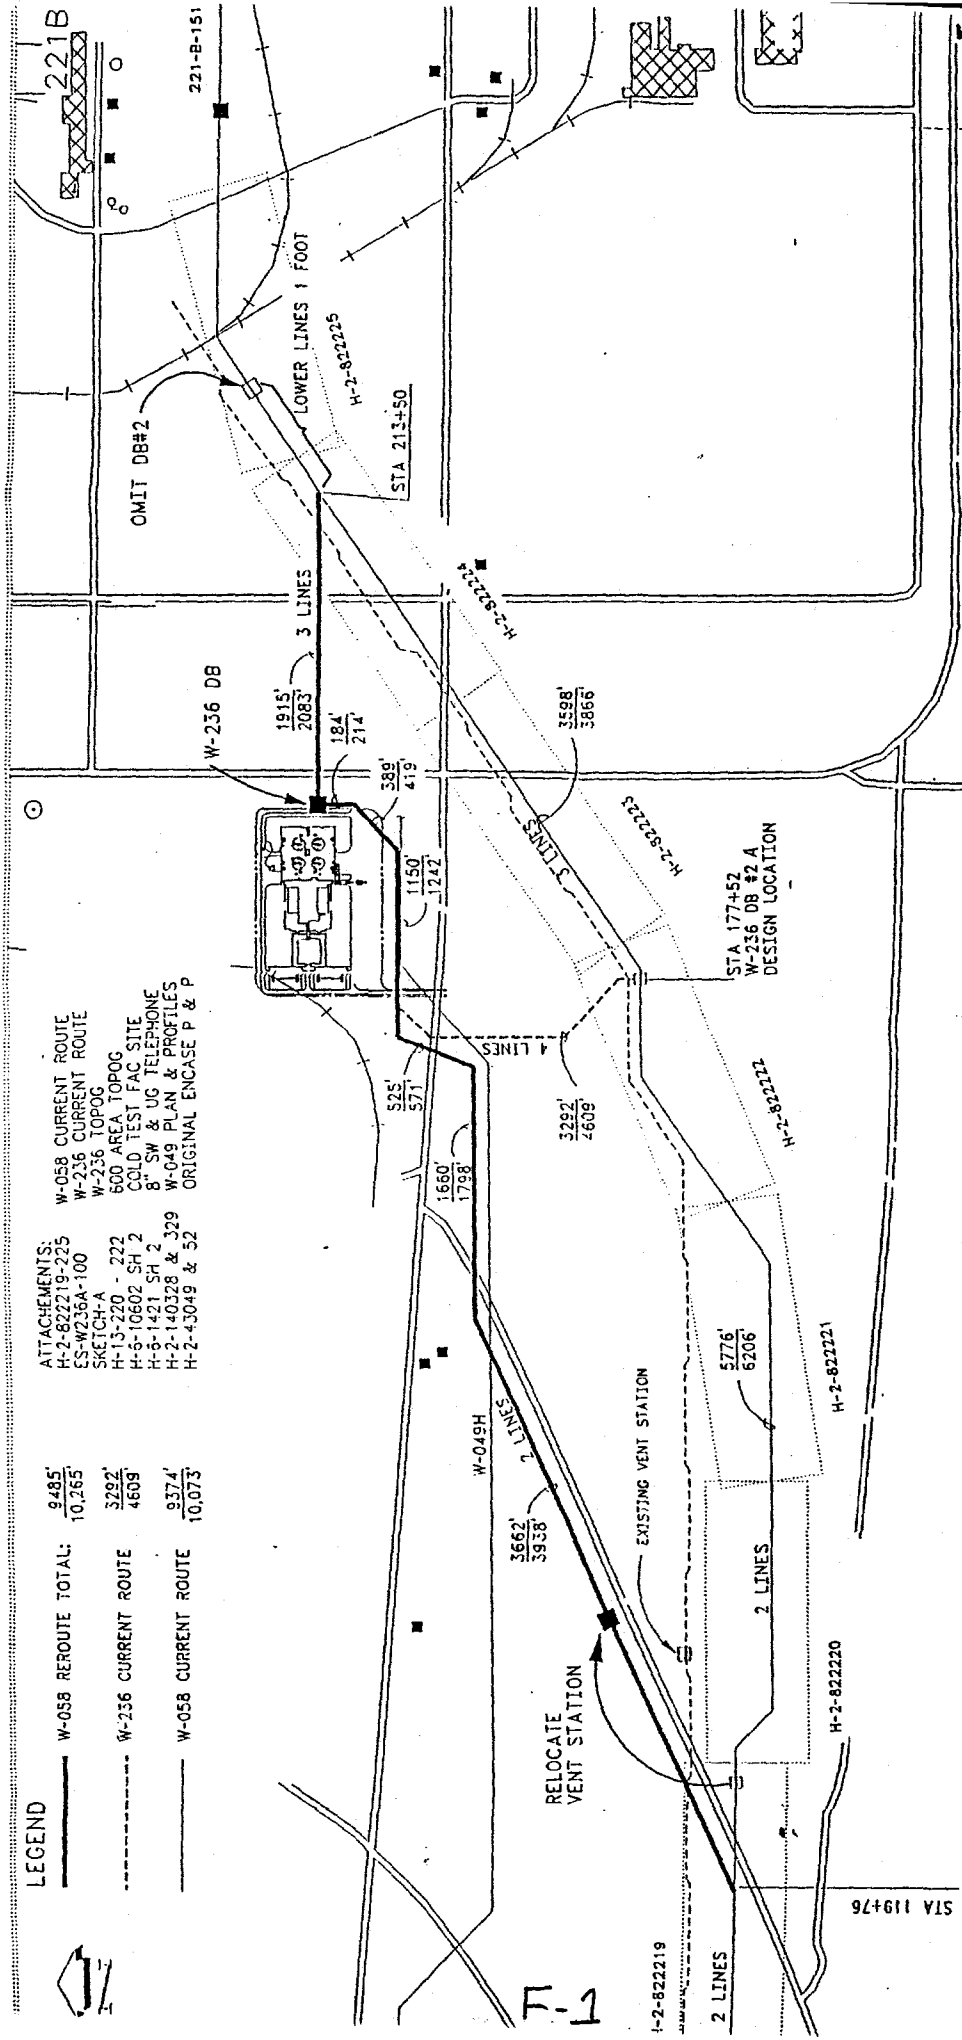 LEGEND
W-058 REROUTE TOTAL:
9485'
10,265'
W-236 CURRENT ROUTE
3292'
4609'
W-058 CURRENT ROUTE
9374'
10,073'
ATTACHEMENTS:
H-2-822219-225 W-058 CURRENT ROUTE
ES-W236A-100 W-236 CURRENT ROUTE
SKETCH-A W-236 TOPOG
H-13-220 - 222 600 AREA TOPOG
H-6-10602 SH 2 COLD TEST FAC SITE
H-6-1421 SH 2 8" SW & UG TELEPHONE
H-2-140328 & 329 W-049 PLAN & PROFILES
H-2-43049 & 52 ORIGINAL ENCASE P & P
221B
221-B-151
OMIT DB#2
LOWER LINES 1 FOOT
H-2-822225
STA 213+50
W-236 DB
3 LINES
1915'
2083'
184'
214'
389'
419'
1150'
1242'
H-2-822224
3598'
3866'
3 LINES
H-2-822223
STA 177+52
W-236 DB #2 A
DESIGN LOCATION
525'
571'
4 LINES
3292'
4609'
H-2-822222
1660'
1798'
W-049H
2 LINES
3662'
3938'
5776'
6206'
H-2-822221
EXISTING VENT STATION
RELOCATE
VENT STATION
2 LINES
H-2-822220
STA 119+76
H-2-822219
2 LINES
F-1